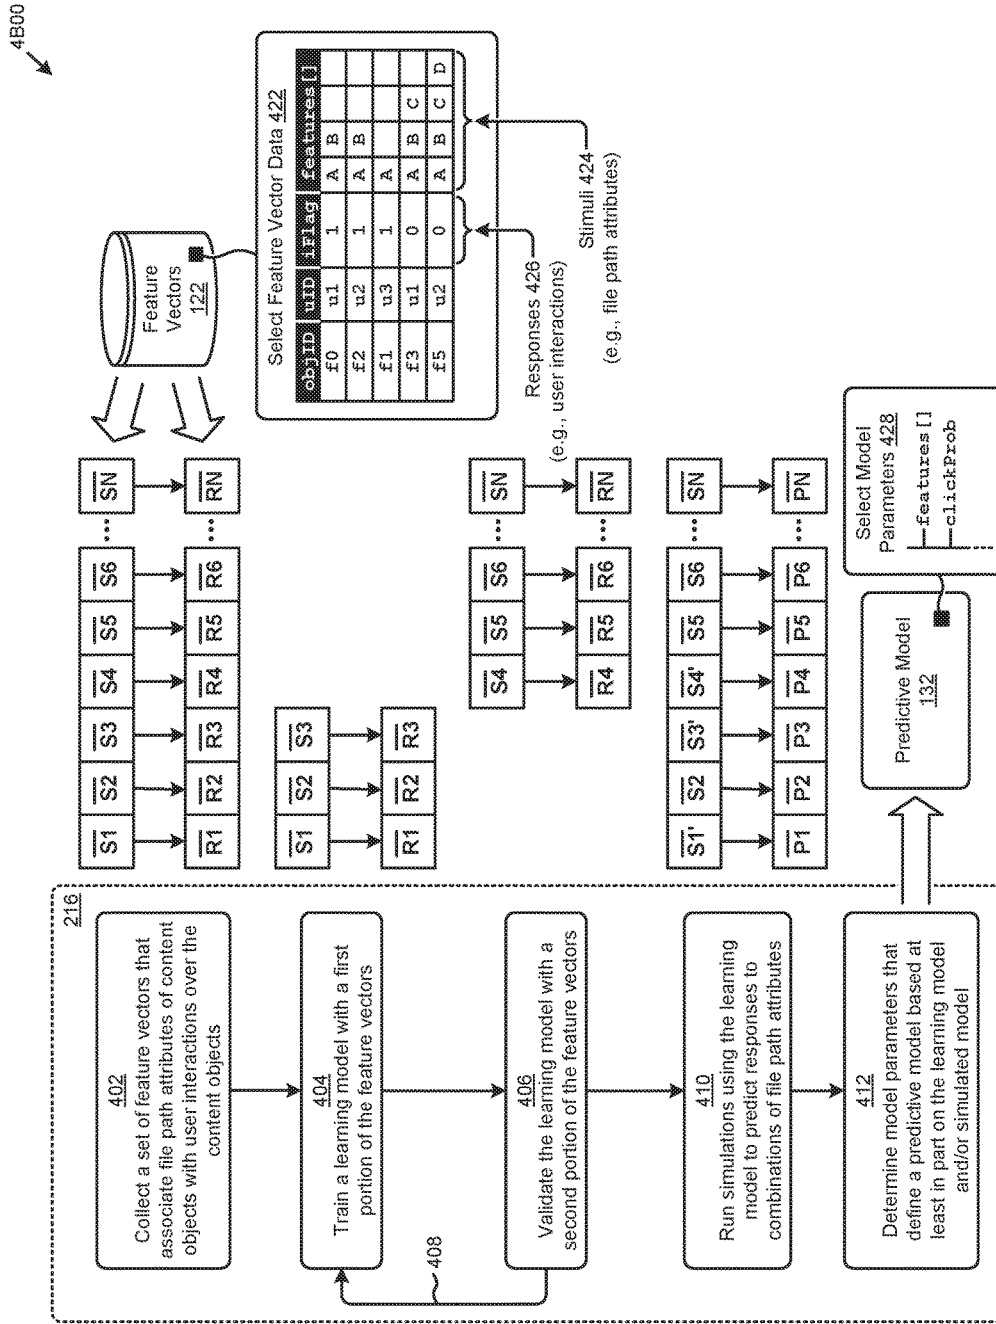 4B00
216
402
Collect a set of feature vectors that
associate file path attributes of content
objects with user interactions over the
content objects
404
Train a learning model with a first
portion of the feature vectors
406
Validate the learning model with a
second portion of the feature vectors
408
410
Run simulations using the learning
model to predict responses to
combinations of file path attributes
412
Determine model parameters that
define a predictive model based at
least in part on the learning model
and/or simulated model
S1 S2 S3 S4 S5 S6 ... SN
R1 R2 R3 R4 R5 R6 ... RN
S1 S2 S3
R1 R2 R3
S4 S5 S6 ... SN
R4 R5 R6 ... RN
S1' S2 S3' S4' S5 S6 ... SN
P1 P2 P3 P4 P5 P6 ... PN
Feature
Vectors
122
Select Feature Vector Data 422
objID uID irflag features[]
f0 u1 1 A B
f2 u2 1 A B
f1 u3 1 A
f3 u1 0 A B C
f5 u2 0 A B C D
Responses 426
(e.g., user interactions)
Stimuli 424
(e.g., file path attributes)
Predictive Model
132
Select Model
Parameters 428
features[]
clickProb